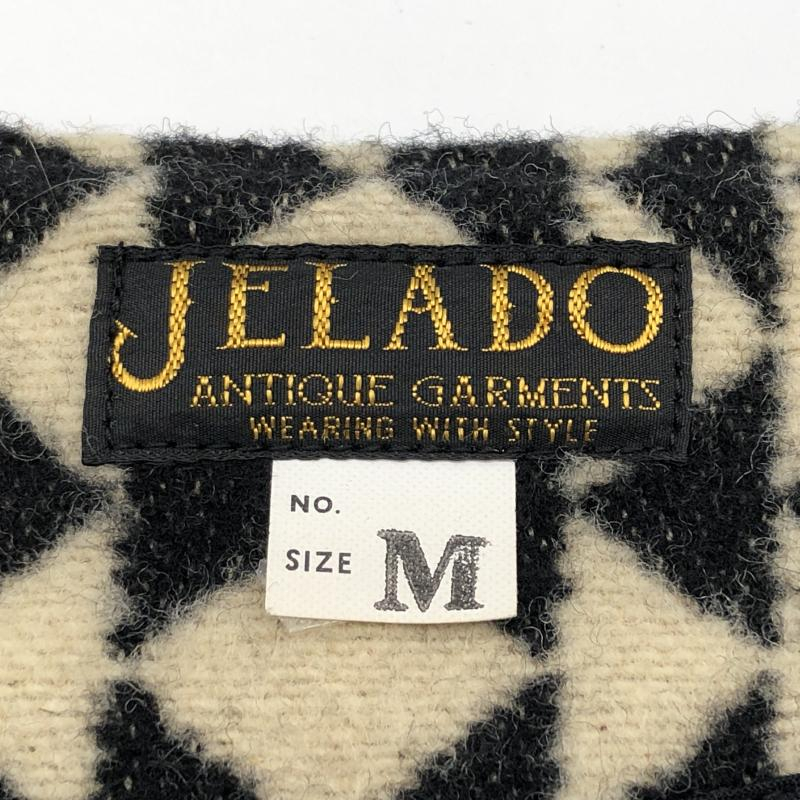 JELADO
ANTIQUE GARMENTS
WEARING WITH STYLE
NO.
SIZE M